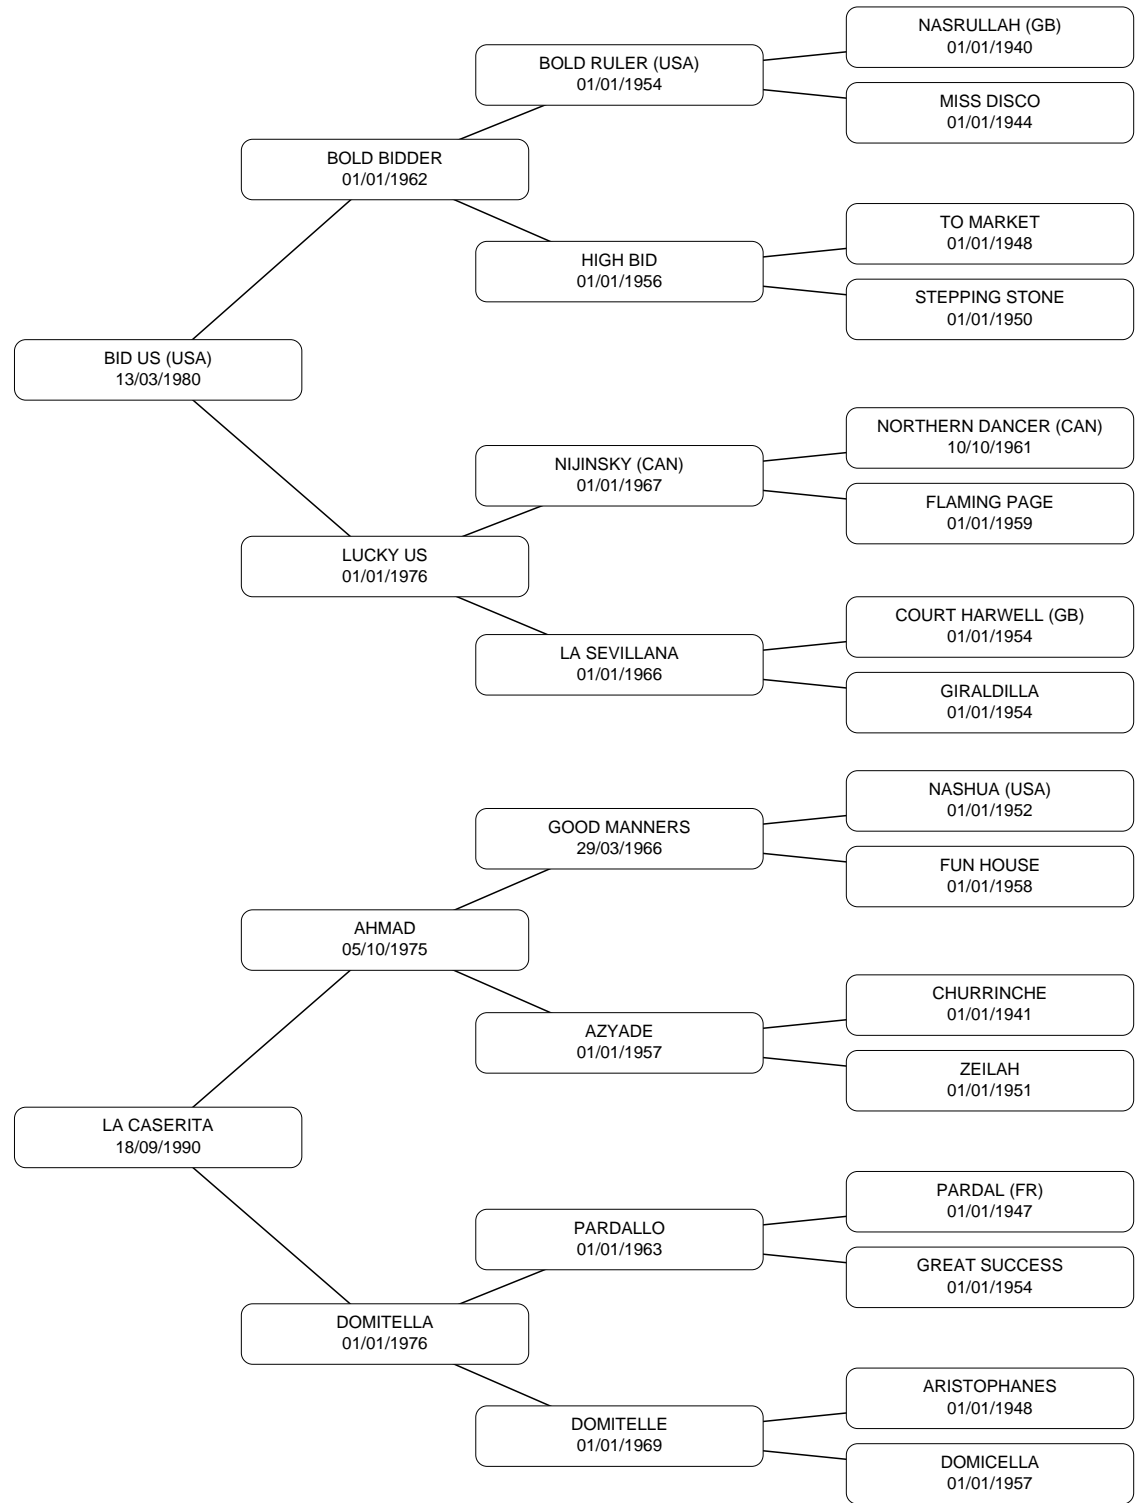 NASRULLAH (GB)
01/01/1940
BOLD RULER (USA)
01/01/1954
MISS DISCO
01/01/1944
BOLD BIDDER
01/01/1962
TO MARKET
01/01/1948
HIGH BID
01/01/1956
STEPPING STONE
01/01/1950
BID US (USA)
13/03/1980
NORTHERN DANCER (CAN)
10/10/1961
NIJINSKY (CAN)
01/01/1967
FLAMING PAGE
01/01/1959
LUCKY US
01/01/1976
COURT HARWELL (GB)
01/01/1954
LA SEVILLANA
01/01/1966
GIRALDILLA
01/01/1954
NASHUA (USA)
01/01/1952
GOOD MANNERS
29/03/1966
FUN HOUSE
01/01/1958
AHMAD
05/10/1975
CHURRINCHE
01/01/1941
AZYADE
01/01/1957
ZEILAH
01/01/1951
LA CASERITA
18/09/1990
PARDAL (FR)
01/01/1947
PARDALLO
01/01/1963
GREAT SUCCESS
01/01/1954
DOMITELLA
01/01/1976
ARISTOPHANES
01/01/1948
DOMITELLE
01/01/1969
DOMICELLA
01/01/1957